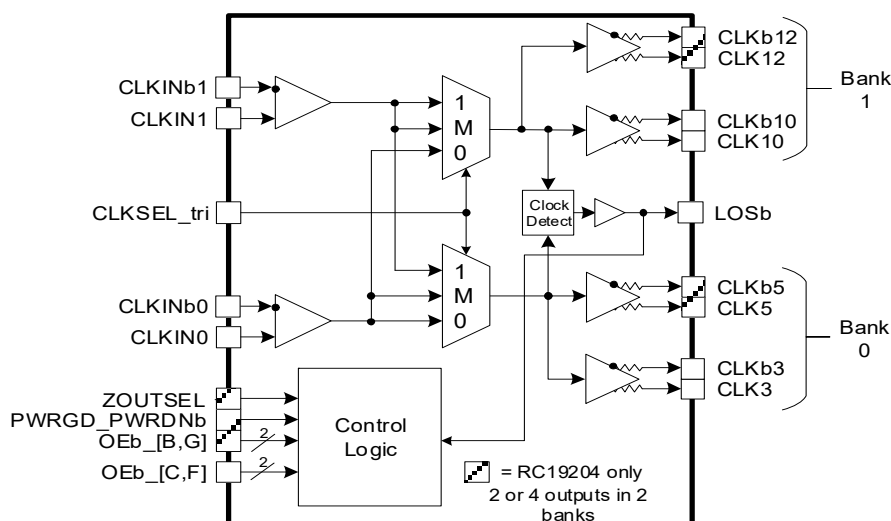 CLKb12
CLK12
CLKINb1
CLKIN1
1
M
0
CLKb10
CLK10
Bank
1
CLKSEL_tri
Clock
Detect
LOSb
1
M
0
CLKb5
CLK5
CLKINb0
CLKIN0
Bank
0
CLKb3
CLK3
ZOUTSEL
PWRGD_PWRDNb
OEb_[B,G]
2
OEb_[C,F]
2
Control
Logic
= RC19204 only
2 or 4 outputs in 2
banks